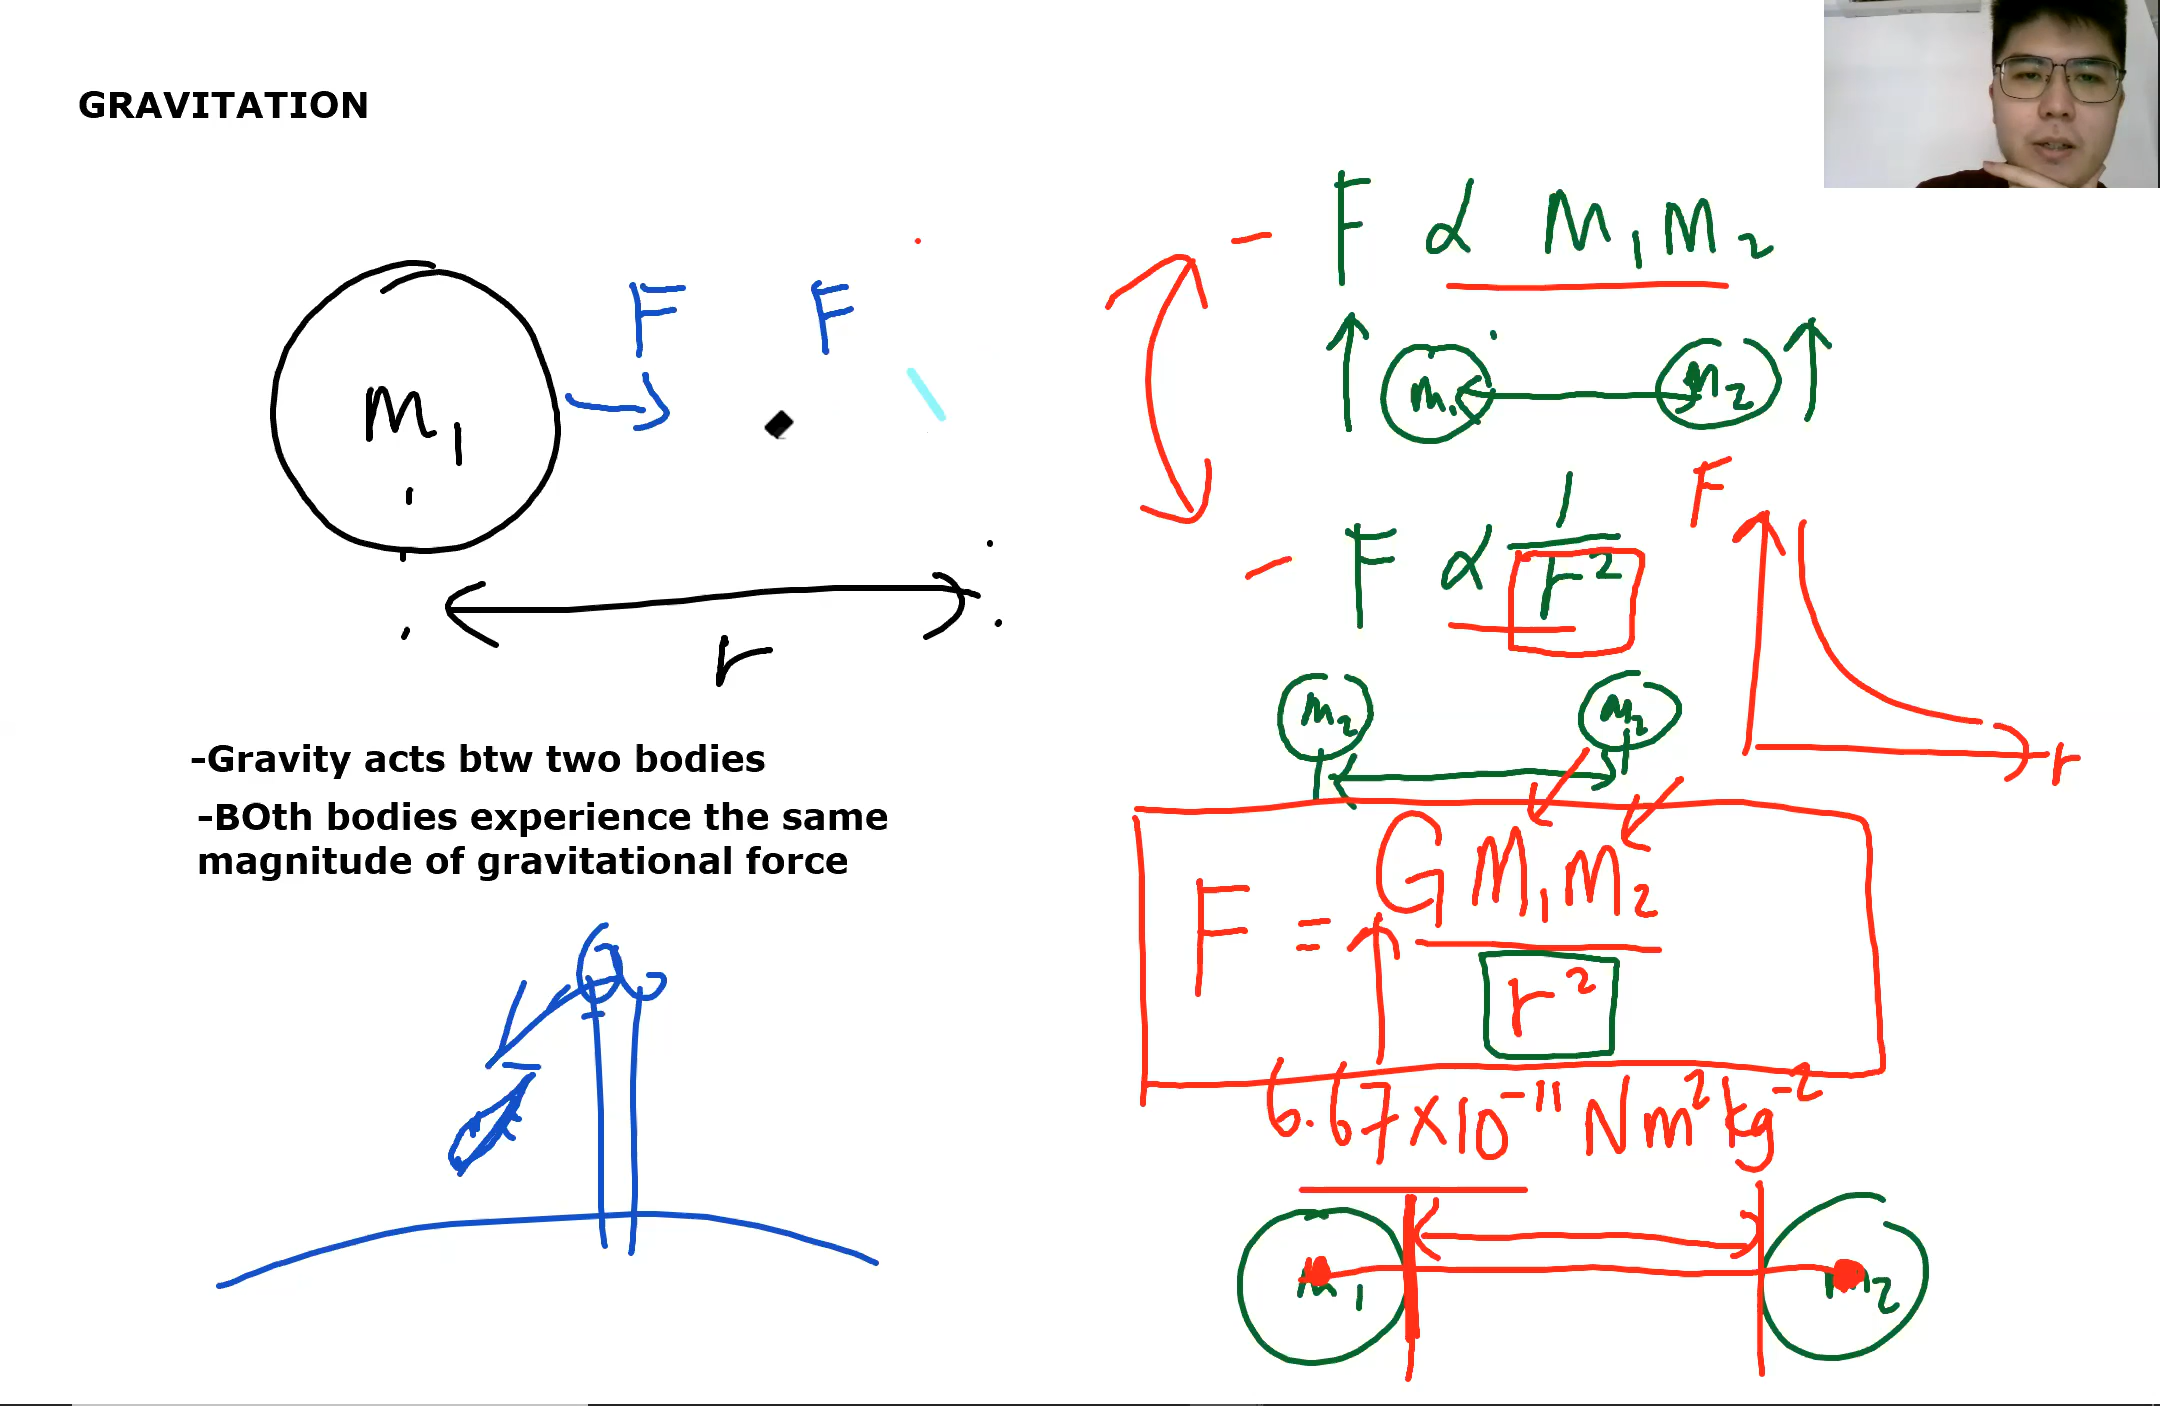 GRAVITATION
F F
M₁
r
-Gravity acts btw two bodies
-BOth bodies experience the same
magnitude of gravitational force
- F ∝ M₁M₂
m₁ m₂
- F ∝ 1/r²
F
r
m₂ m₂
F = GM₁M₂/r²
6.67×10⁻¹¹ Nm²kg⁻²
m₁ m₂